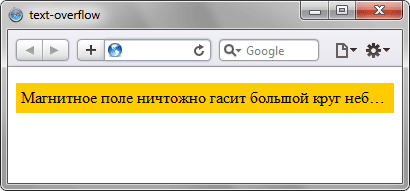 text-overflow
Google
Магнитное поле ничтожно гасит большой круг неб…